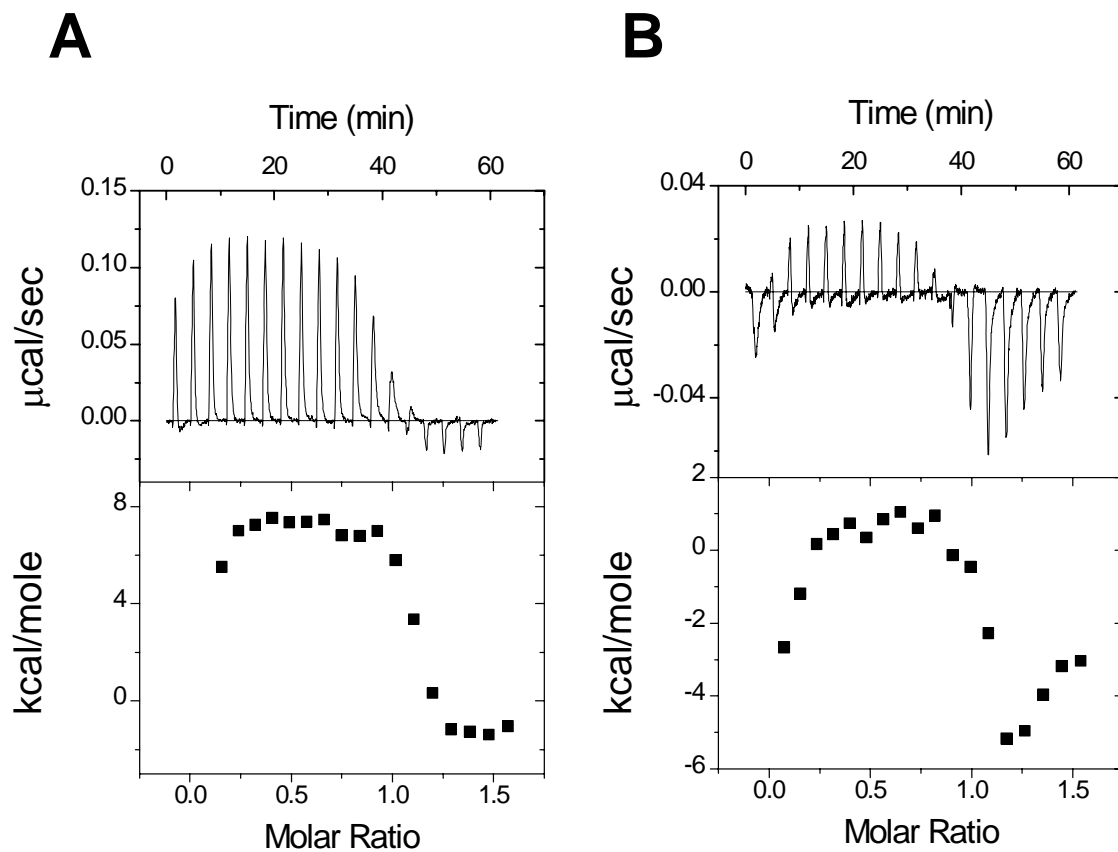 A
Time (min)
0 20 40 60
0.15
0.10
0.05
0.00
μcal/sec
8
4
0
kcal/mole
0.0 0.5 1.0 1.5
Molar Ratio
B
Time (min)
0 20 40 60
0.04
0.00
-0.04
μcal/sec
2
0
-2
-4
-6
kcal/mole
0.0 0.5 1.0 1.5
Molar Ratio